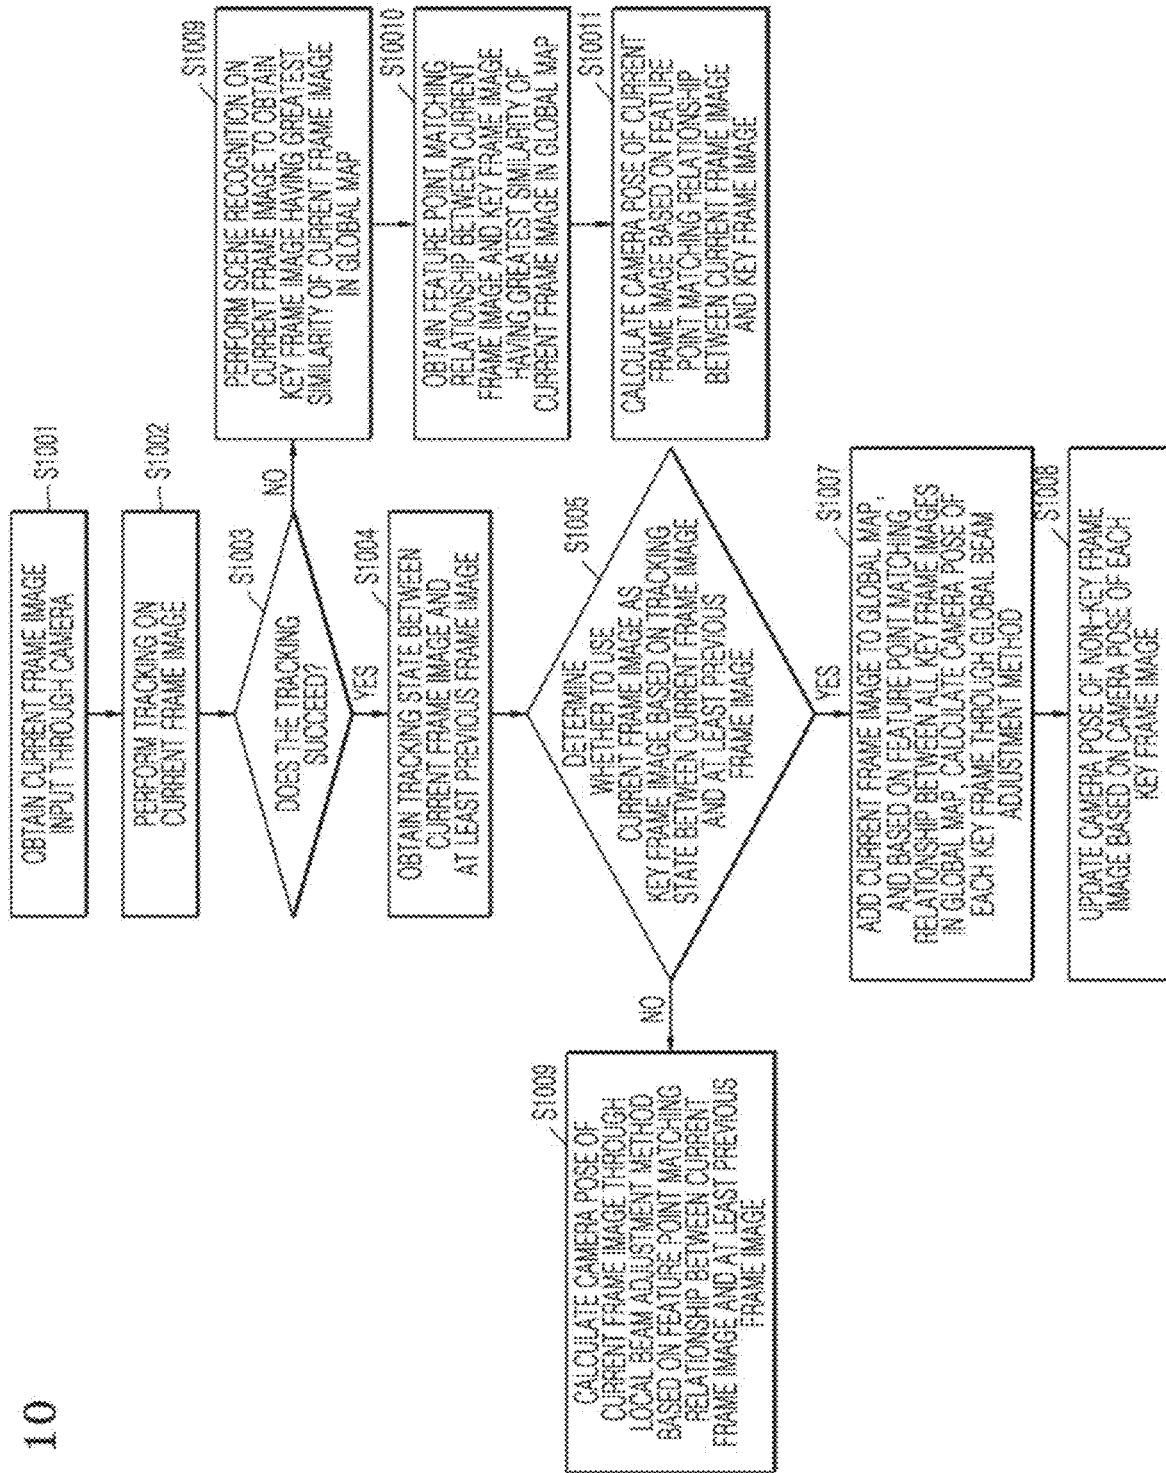 10
OBTAIN CURRENT FRAME IMAGE
INPUT THROUGH CAMERA
S1001
PERFORM TRACKING ON
CURRENT FRAME IMAGE
S1002
DOES THE TRACKING
SUCCEED?
S1003
NO
YES
PERFORM SCENE RECOGNITION ON
CURRENT FRAME IMAGE TO OBTAIN
KEY FRAME IMAGE HAVING GREATEST
SIMILARITY OF CURRENT FRAME IMAGE
IN GLOBAL MAP
S1009
OBTAIN FEATURE POINT MATCHING
RELATIONSHIP BETWEEN CURRENT
FRAME IMAGE AND KEY FRAME IMAGE
HAVING GREATEST SIMILARITY OF
CURRENT FRAME IMAGE IN GLOBAL MAP
S10010
CALCULATE CAMERA POSE OF CURRENT
FRAME IMAGE BASED ON FEATURE
POINT MATCHING RELATIONSHIP
BETWEEN CURRENT FRAME IMAGE
AND KEY FRAME IMAGE
S10011
OBTAIN TRACKING STATE BETWEEN
CURRENT FRAME IMAGE AND
AT LEAST PREVIOUS FRAME IMAGE
S1004
DETERMINE
WHETHER TO USE
CURRENT FRAME IMAGE AS
KEY FRAME IMAGE BASED ON TRACKING
STATE BETWEEN CURRENT FRAME IMAGE
AND AT LEAST PREVIOUS
FRAME IMAGE
S1005
NO
YES
CALCULATE CAMERA POSE OF
CURRENT FRAME IMAGE THROUGH
LOCAL BEAM ADJUSTMENT METHOD
BASED ON FEATURE POINT MATCHING
RELATIONSHIP BETWEEN CURRENT
FRAME IMAGE AND AT LEAST PREVIOUS
FRAME IMAGE
S1009
ADD CURRENT FRAME IMAGE TO GLOBAL MAP ;
AND BASED ON FEATURE POINT MATCHING
RELATIONSHIP BETWEEN ALL KEY FRAME IMAGES
IN GLOBAL MAP, CALCULATE CAMERA POSE OF
EACH KEY FRAME THROUGH GLOBAL BEAM
ADJUSTMENT METHOD
S1007
UPDATE CAMERA POSE OF NON-KEY FRAME
IMAGE BASED ON CAMERA POSE OF EACH
KEY FRAME IMAGE
S1008